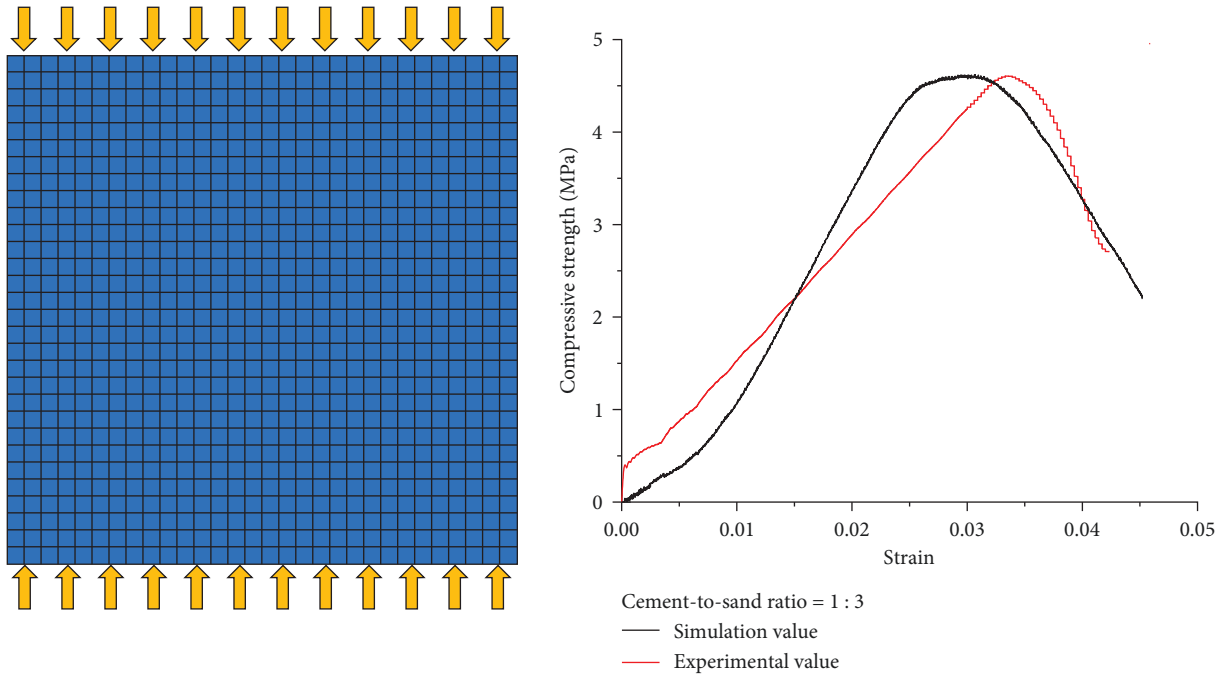 5
4
3
2
1
0
Compressive strength (MPa)
0.00 0.01 0.02 0.03 0.04 0.05
Strain
Cement-to-sand ratio = 1 : 3
Simulation value
Experimental value